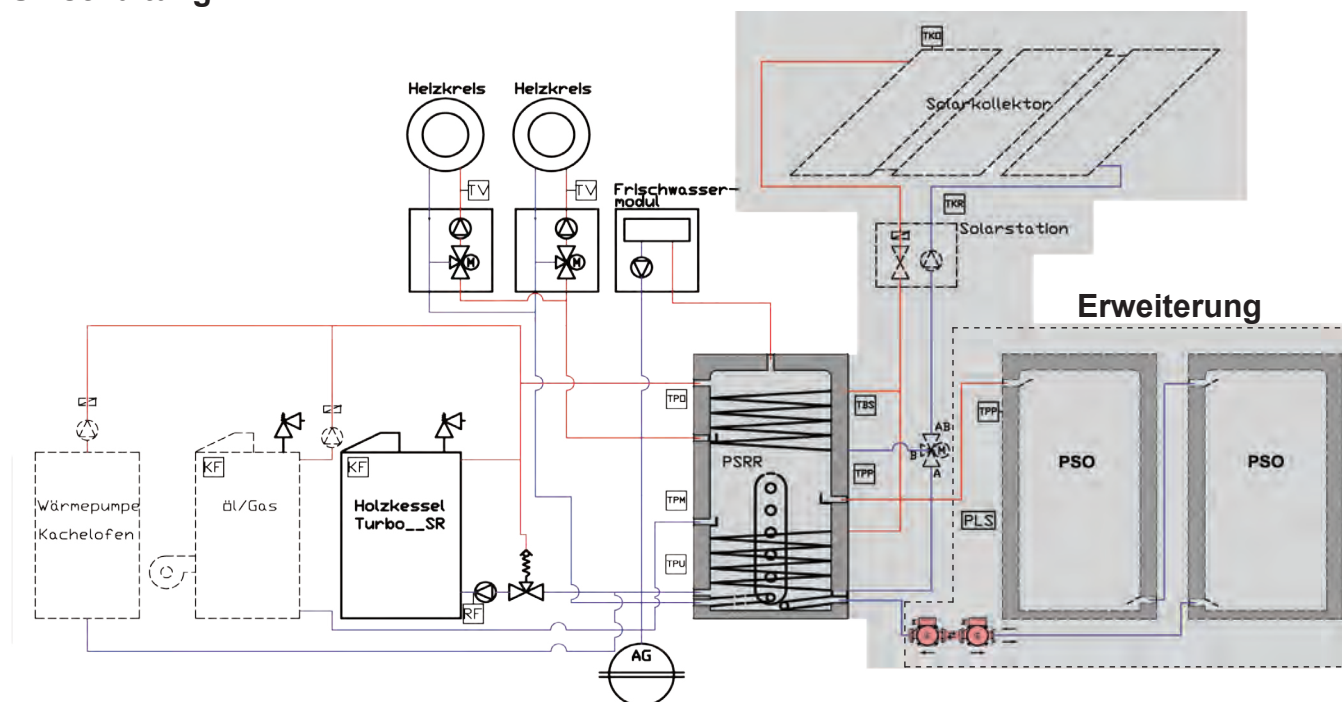 TKO
Solarkollektor
Heizkreis
Heizkreis
TV
TV
Frischwasser-
modul
TKR
Solarstation
M
M
Erweiterung
TPO
TBS
TPP
AB
B
M
A
PSO
PSO
KF
KF
PSRR
TPP
Wärmepumpe
Kachelofen
Öl/Gas
Holzkessel
Turbo__SR
TPM
PLS
TPU
RF
AG